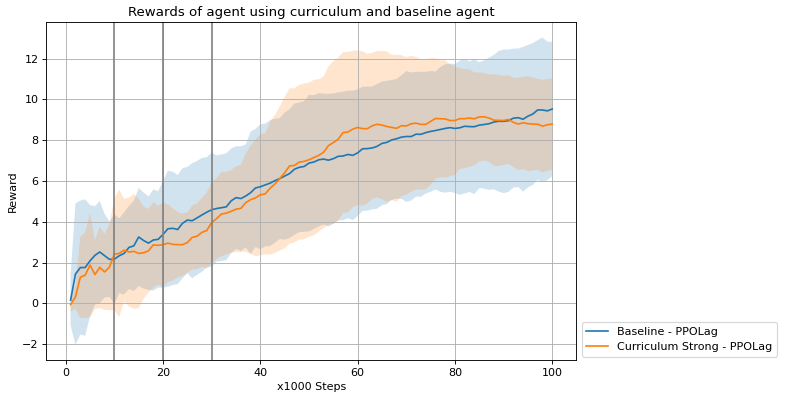 Rewards of agent using curriculum and baseline agent
12
10
8
6
4
2
0
−2
Reward
0 20 40 60 80 100
x1000 Steps
Baseline - PPOLag
Curriculum Strong - PPOLag